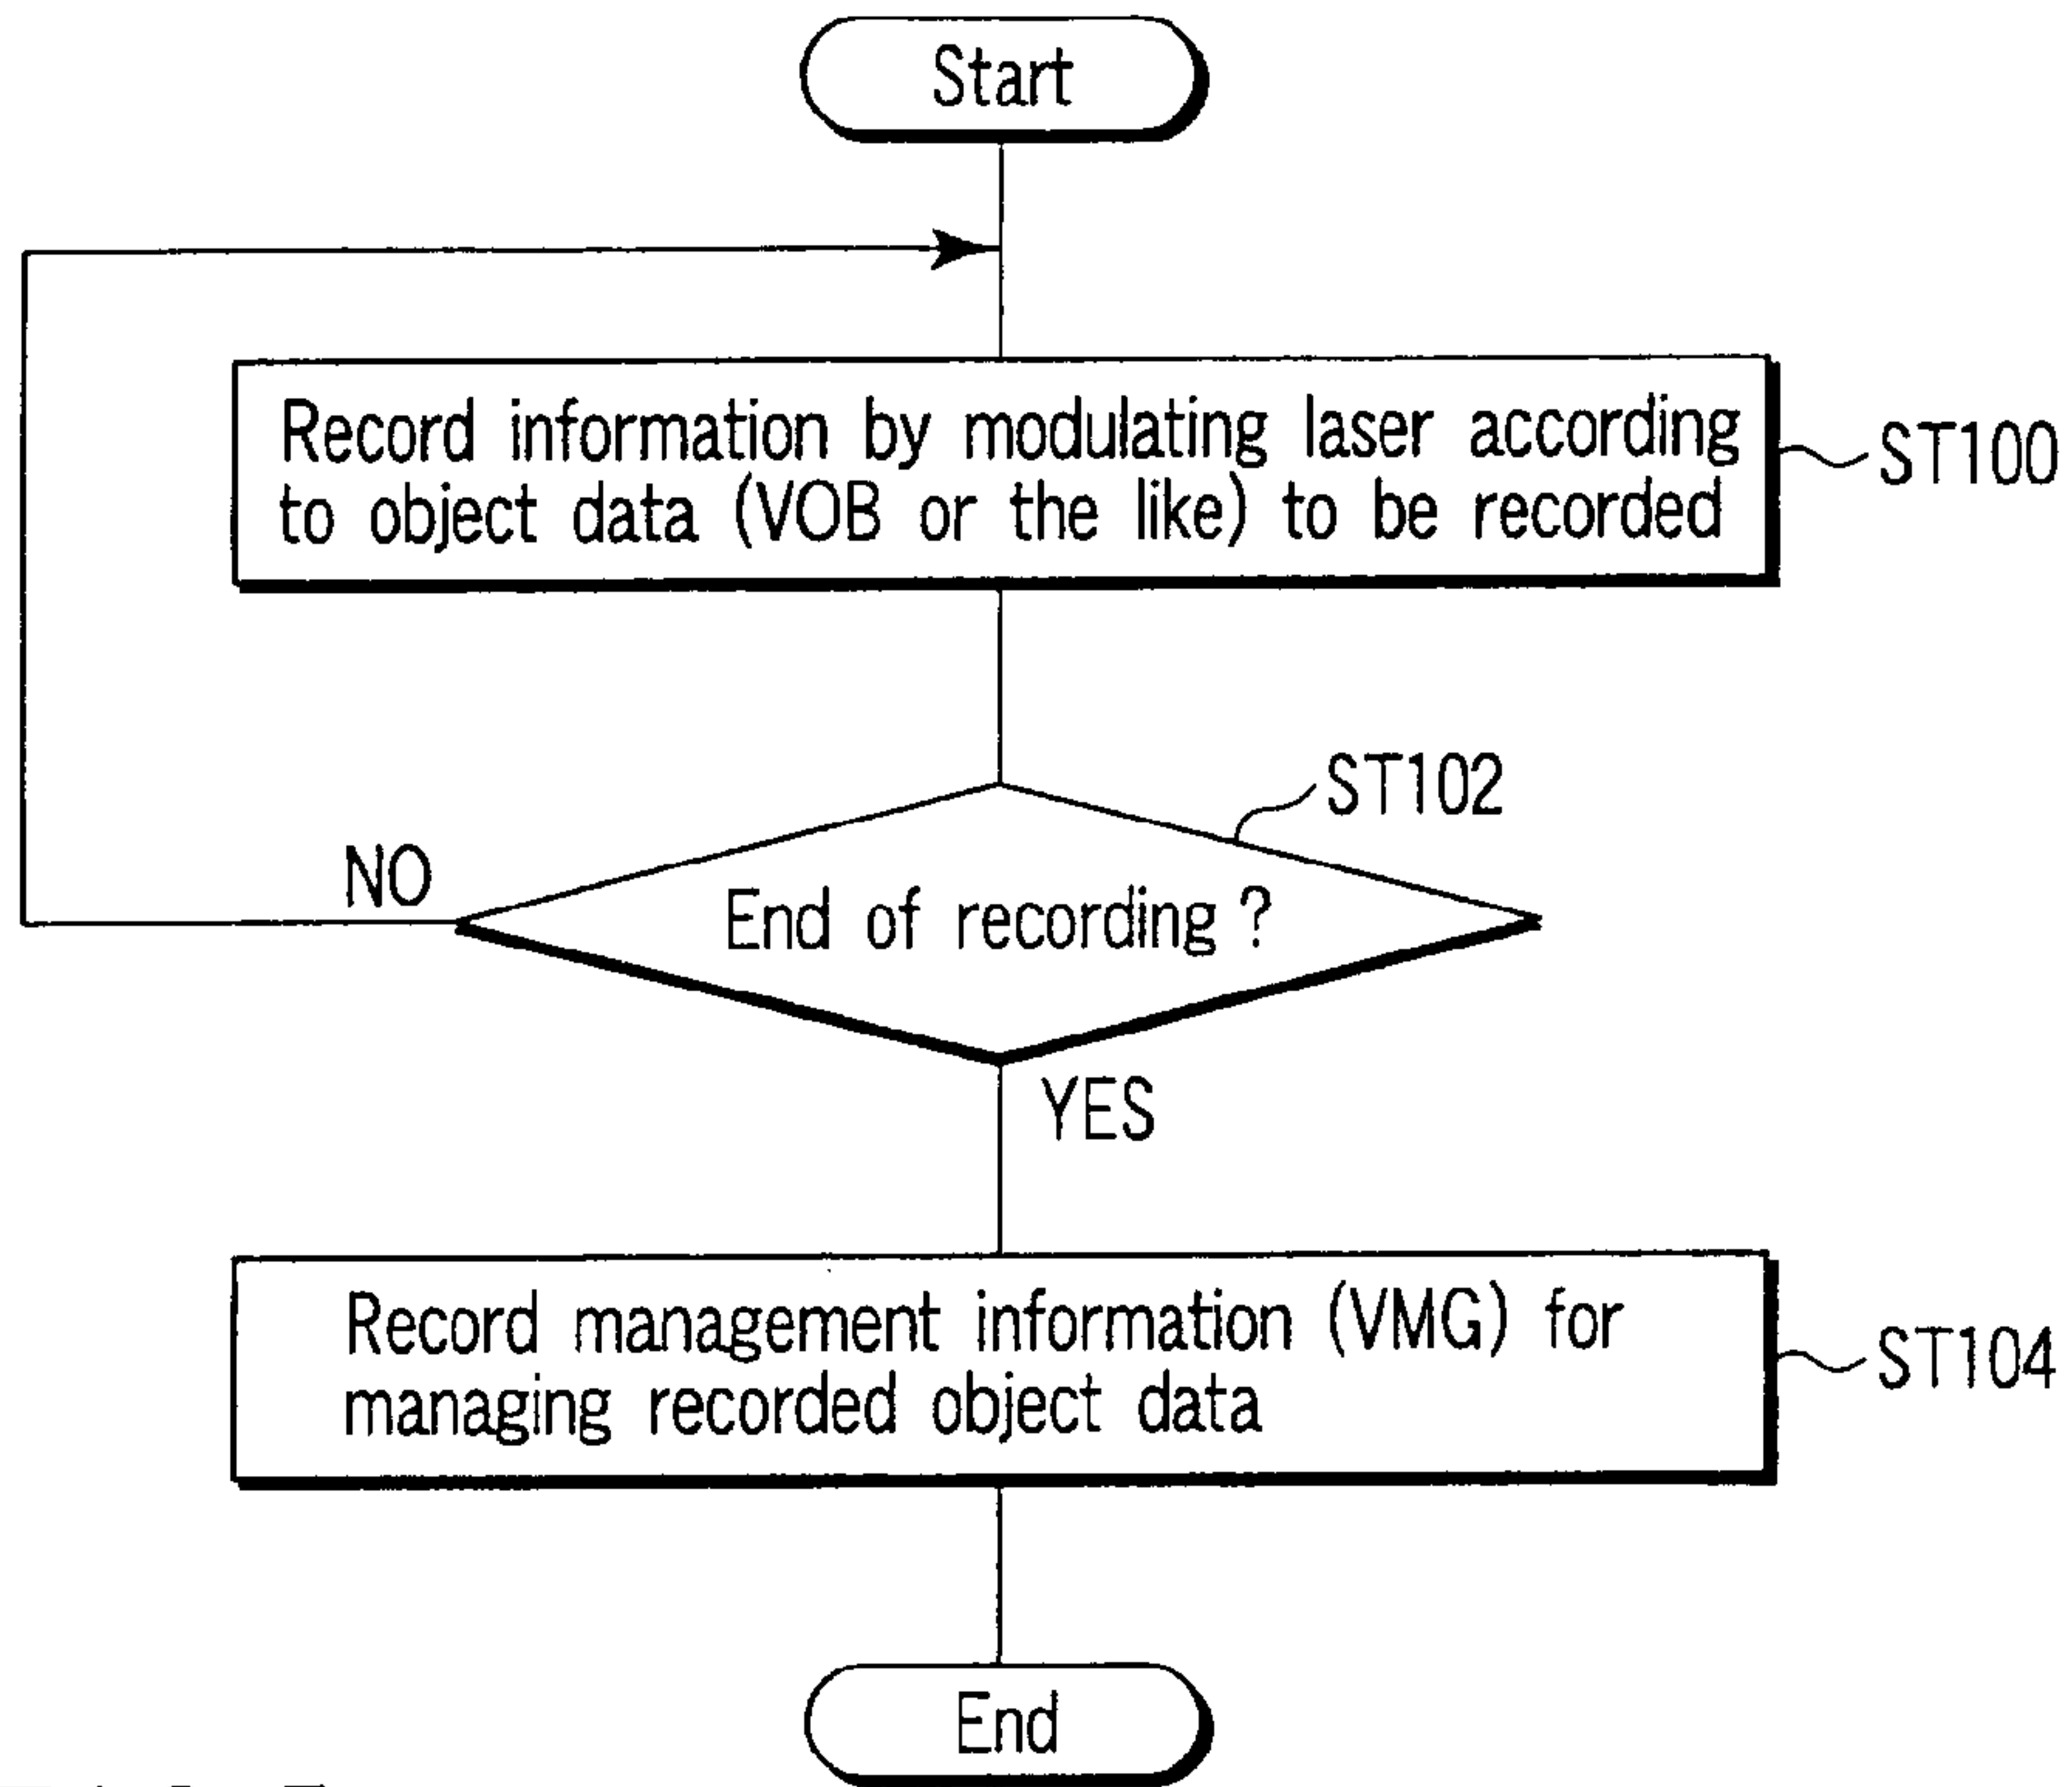 Start
Record information by modulating laser according
to object data (VOB or the like) to be recorded
ST100
ST102
NO
End of recording ?
YES
Record management information (VMG) for
managing recorded object data
ST104
End